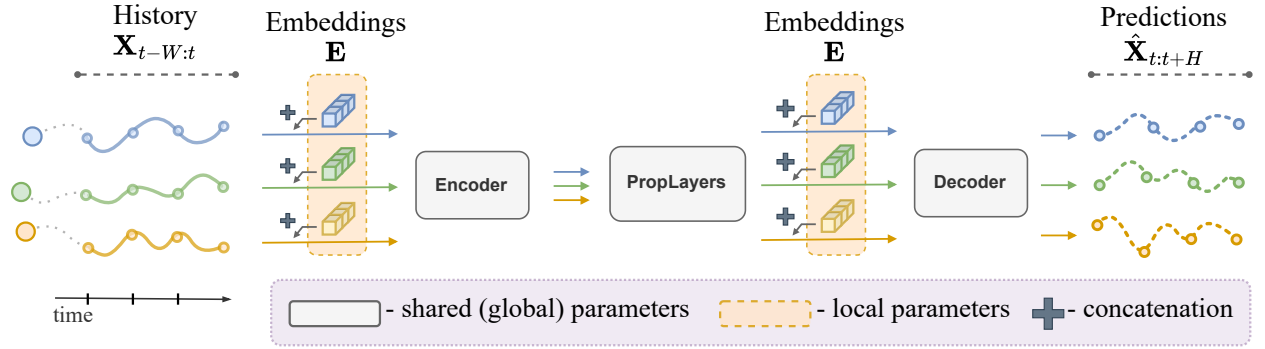 History
X_{t-W:t}
Embeddings
E
Embeddings
E
Predictions
X̂_{t:t+H}
Encoder
PropLayers
Decoder
time
- shared (global) parameters
- local parameters
- concatenation